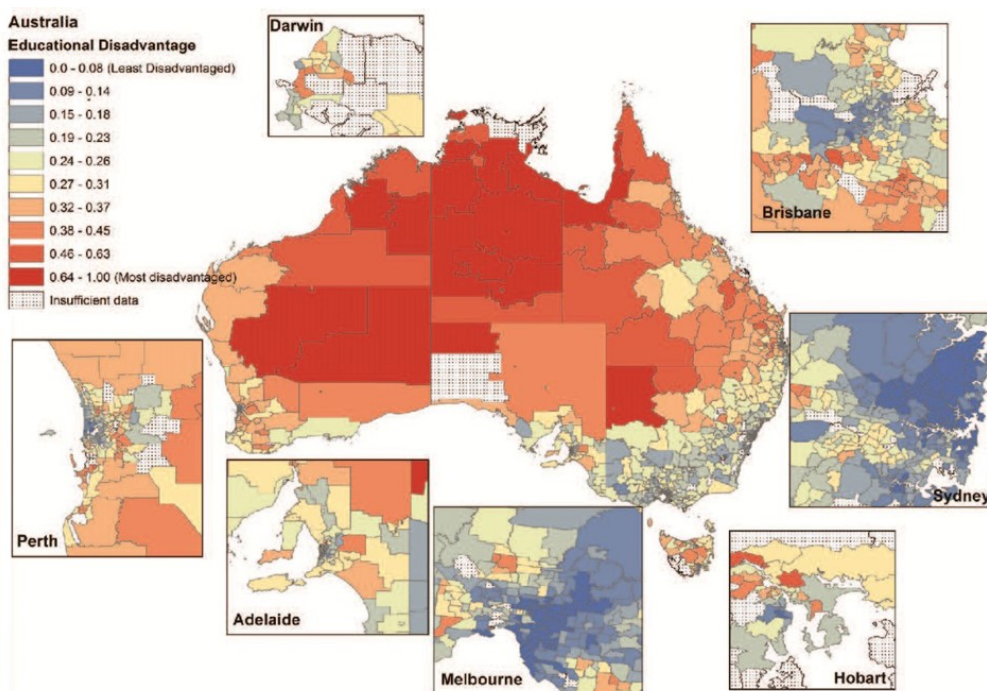 Australia
Educational Disadvantage
0.0 - 0.08 (Least Disadvantaged)
0.09 - 0.14
0.15 - 0.18
0.19 - 0.23
0.24 - 0.26
0.27 - 0.31
0.32 - 0.37
0.38 - 0.45
0.46 - 0.63
0.64 - 1.00 (Most disadvantaged)
Insufficient data
Darwin
Brisbane
Perth
Adelaide
Melbourne
Sydney
Hobart